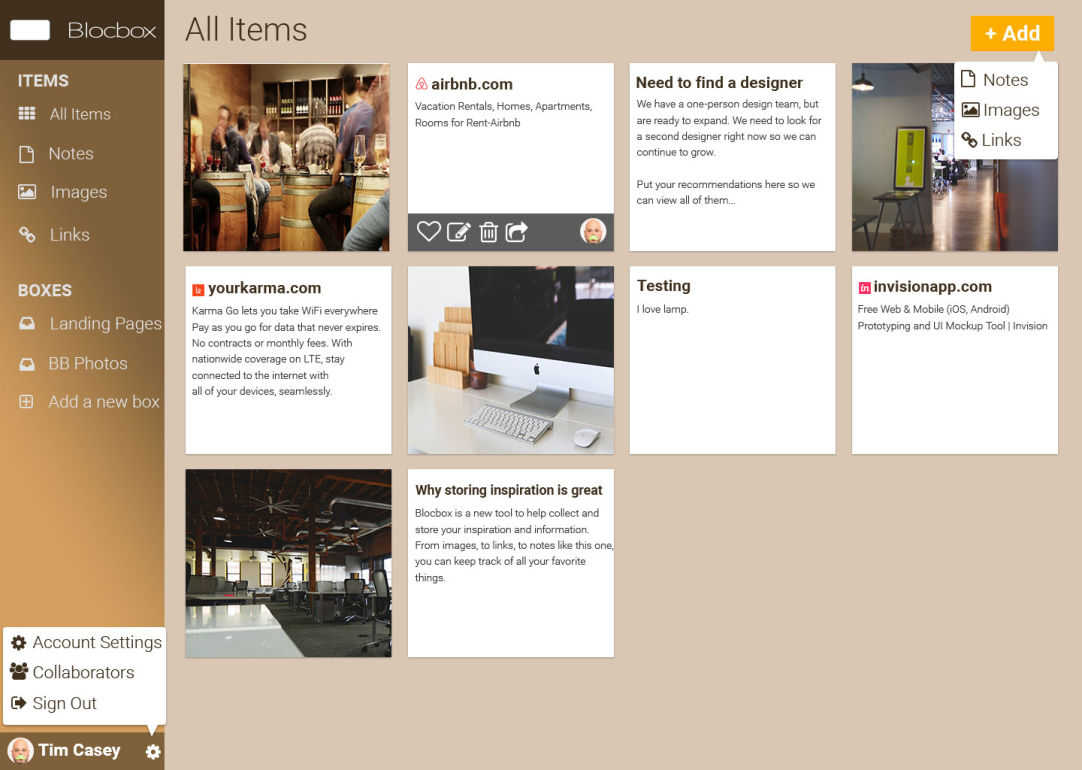 Blocbox
All Items
+ Add
Notes
Images
Links
ITEMS
All Items
Notes
Images
Links
BOXES
Landing Pages
BB Photos
Add a new box
airbnb.com
Vacation Rentals, Homes, Apartments,
Rooms for Rent-Airbnb
Need to find a designer
We have a one-person design team, but
are ready to expand. We need to look for
a second designer right now so we can
continue to grow.
Put your recommendations here so we
can view all of them...
yourkarma.com
Karma Go lets you take WiFi everywhere
Pay as you go for data that never expires.
No contracts or monthly fees. With
nationwide coverage on LTE, stay
connected to the internet with
all of your devices, seamlessly.
Testing
I love lamp.
in invisionapp.com
Free Web & Mobile (iOS, Android)
Prototyping and UI Mockup Tool | Invision
Why storing inspiration is great
Blocbox is a new tool to help collect and
store your inspiration and information.
From images, to links, to notes like this one,
you can keep track of all your favorite
things.
Account Settings
Collaborators
Sign Out
Tim Casey